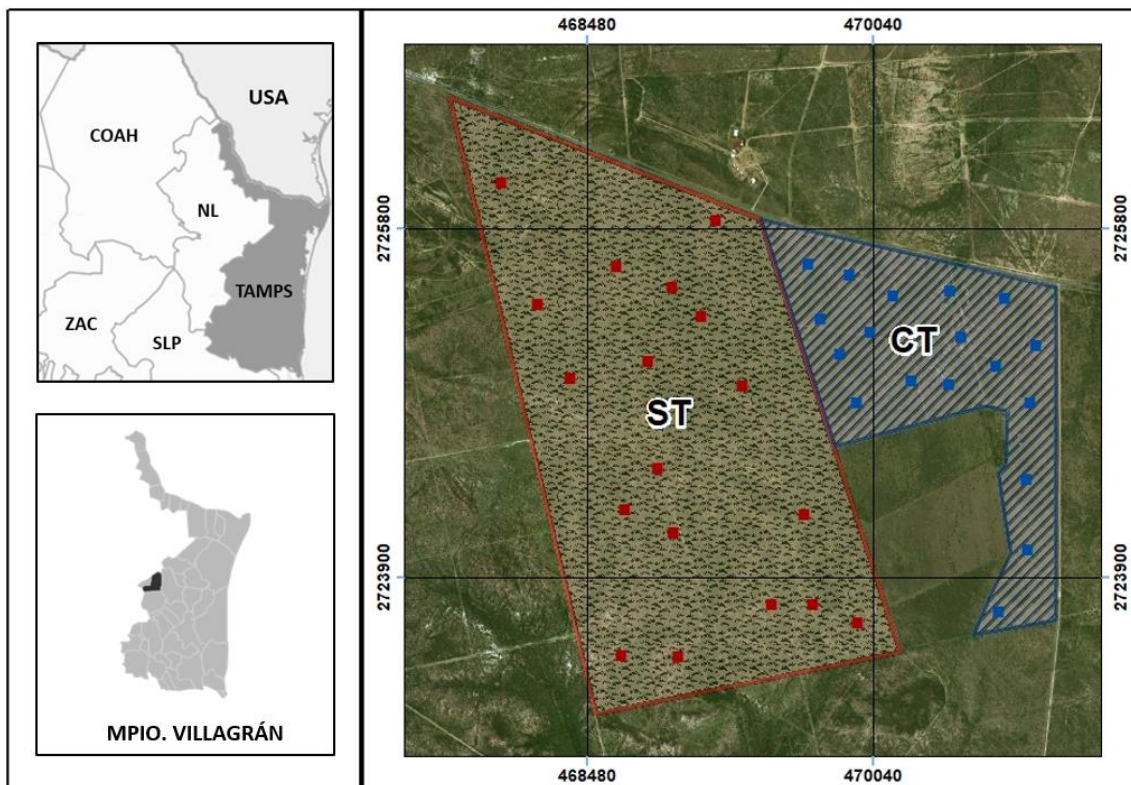 USA
COAH
NL
TAMPS
ZAC
SLP
MPIO. VILLAGRÁN
468480
470040
2725800
2725800
CT
ST
2723900
2723900
468480
470040